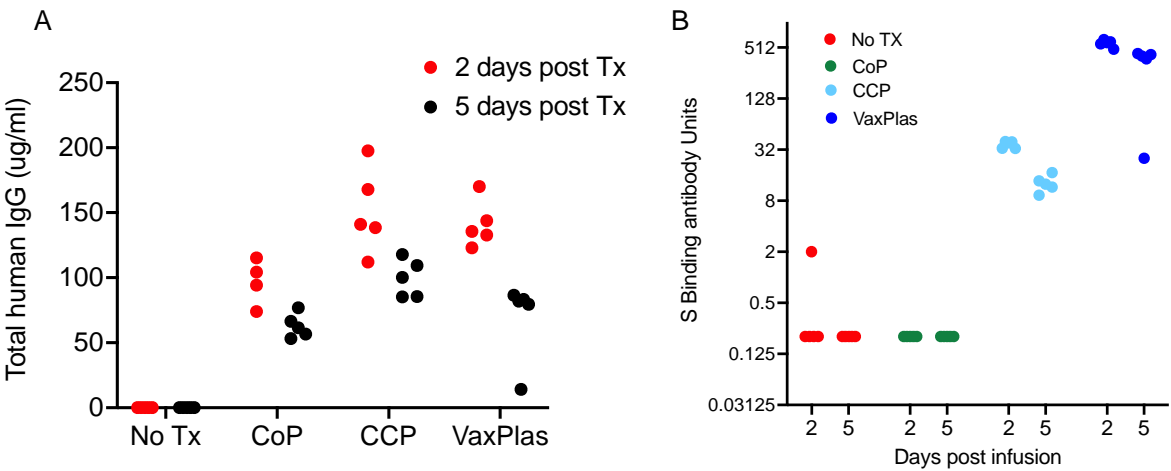 A
Total human IgG (ug/ml)
250
200
150
100
50
0
2 days post Tx
5 days post Tx
No Tx CoP CCP VaxPlas
B
S Binding antibody Units
512
128
32
8
2
0.5
0.125
0.03125
No TX
CoP
CCP
VaxPlas
2 5 2 5 2 5 2 5
Days post infusion